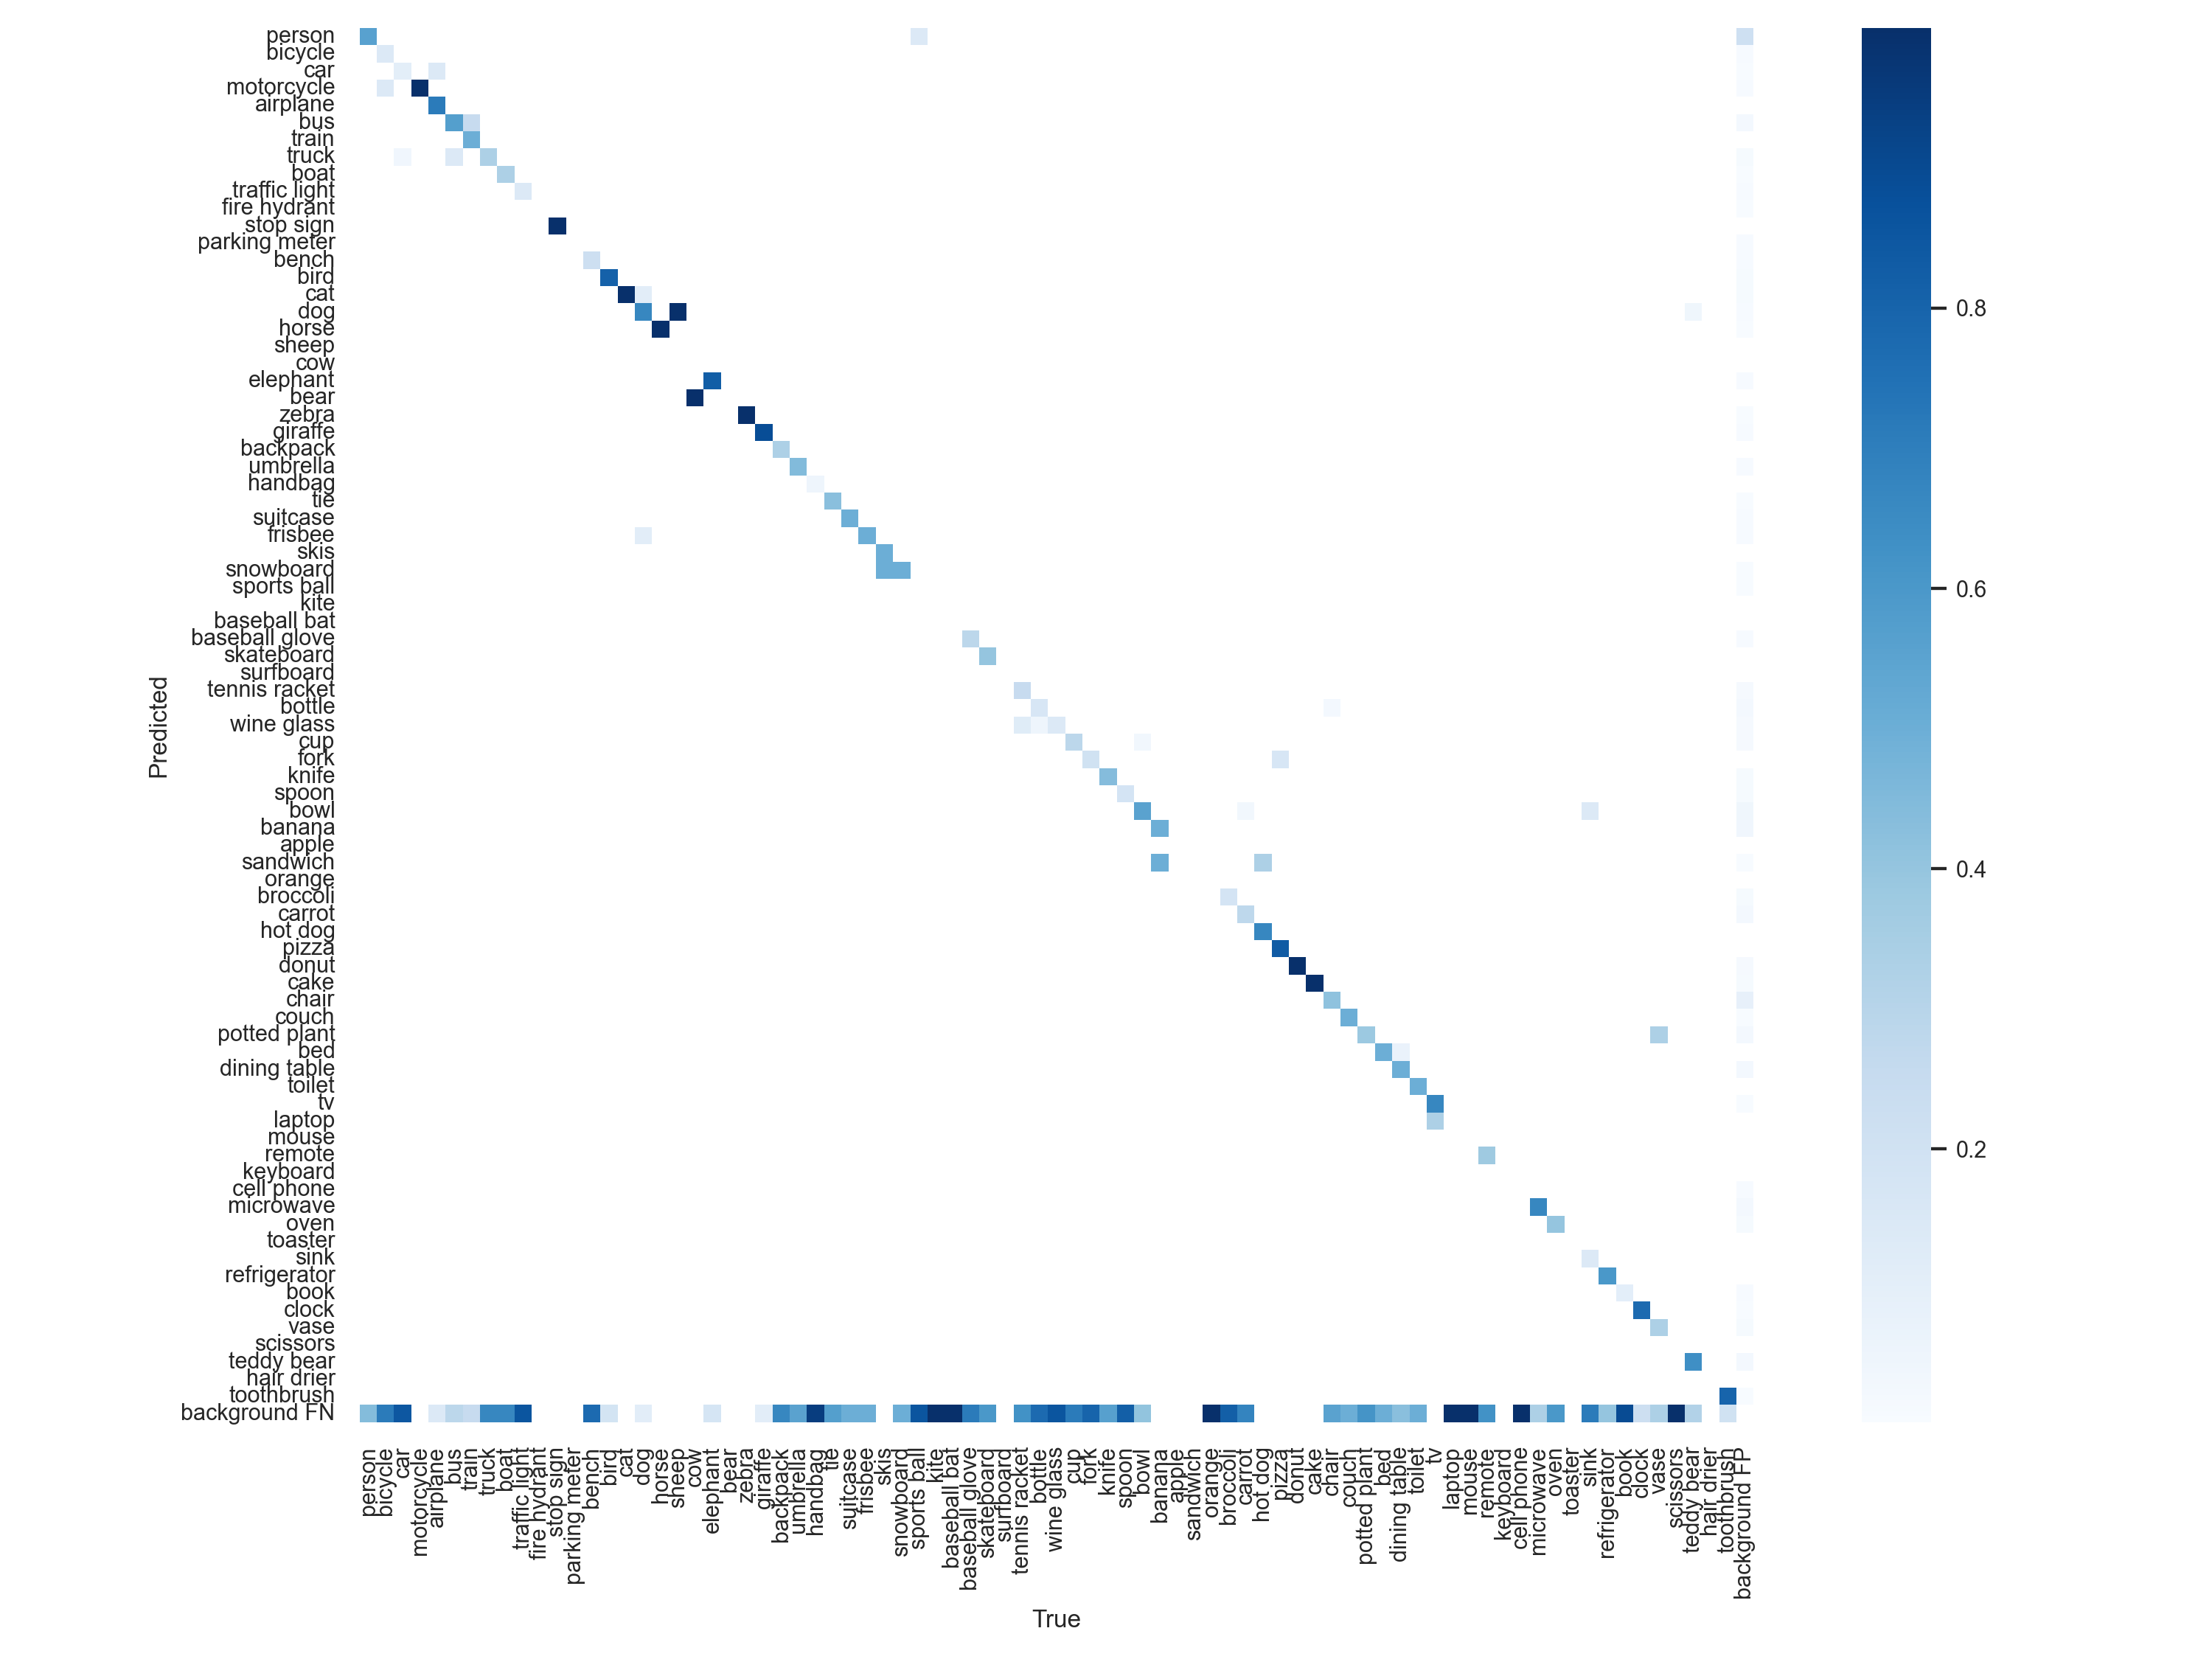 person
bicycle
car
motorcycle
airplane
bus
train
truck
boat
traffic light
fire hydrant
stop sign
parking meter
bench
bird
cat
dog
horse
sheep
cow
elephant
bear
zebra
giraffe
backpack
umbrella
handbag
tie
suitcase
frisbee
skis
snowboard
sports ball
kite
baseball bat
baseball glove
skateboard
surfboard
tennis racket
bottle
wine glass
cup
fork
knife
spoon
bowl
banana
apple
sandwich
orange
broccoli
carrot
hot dog
pizza
donut
cake
chair
couch
potted plant
bed
dining table
toilet
tv
laptop
mouse
remote
keyboard
cell phone
microwave
oven
toaster
sink
refrigerator
book
clock
vase
scissors
teddy bear
hair drier
toothbrush
background FN
Predicted
person
bicycle
car
motorcycle
airplane
bus
train
truck
boat
traffic light
fire hydrant
stop sign
parking meter
bench
bird
cat
dog
horse
sheep
cow
elephant
bear
zebra
giraffe
backpack
umbrella
handbag
tie
suitcase
frisbee
skis
snowboard
sports ball
kite
baseball bat
baseball glove
skateboard
surfboard
tennis racket
bottle
wine glass
cup
fork
knife
spoon
bowl
banana
apple
sandwich
orange
broccoli
carrot
hot dog
pizza
donut
cake
chair
couch
potted plant
bed
dining table
toilet
tv
laptop
mouse
remote
keyboard
cell phone
microwave
oven
toaster
sink
refrigerator
book
clock
vase
scissors
teddy bear
hair drier
toothbrush
background FP
True
0.8
0.6
0.4
0.2